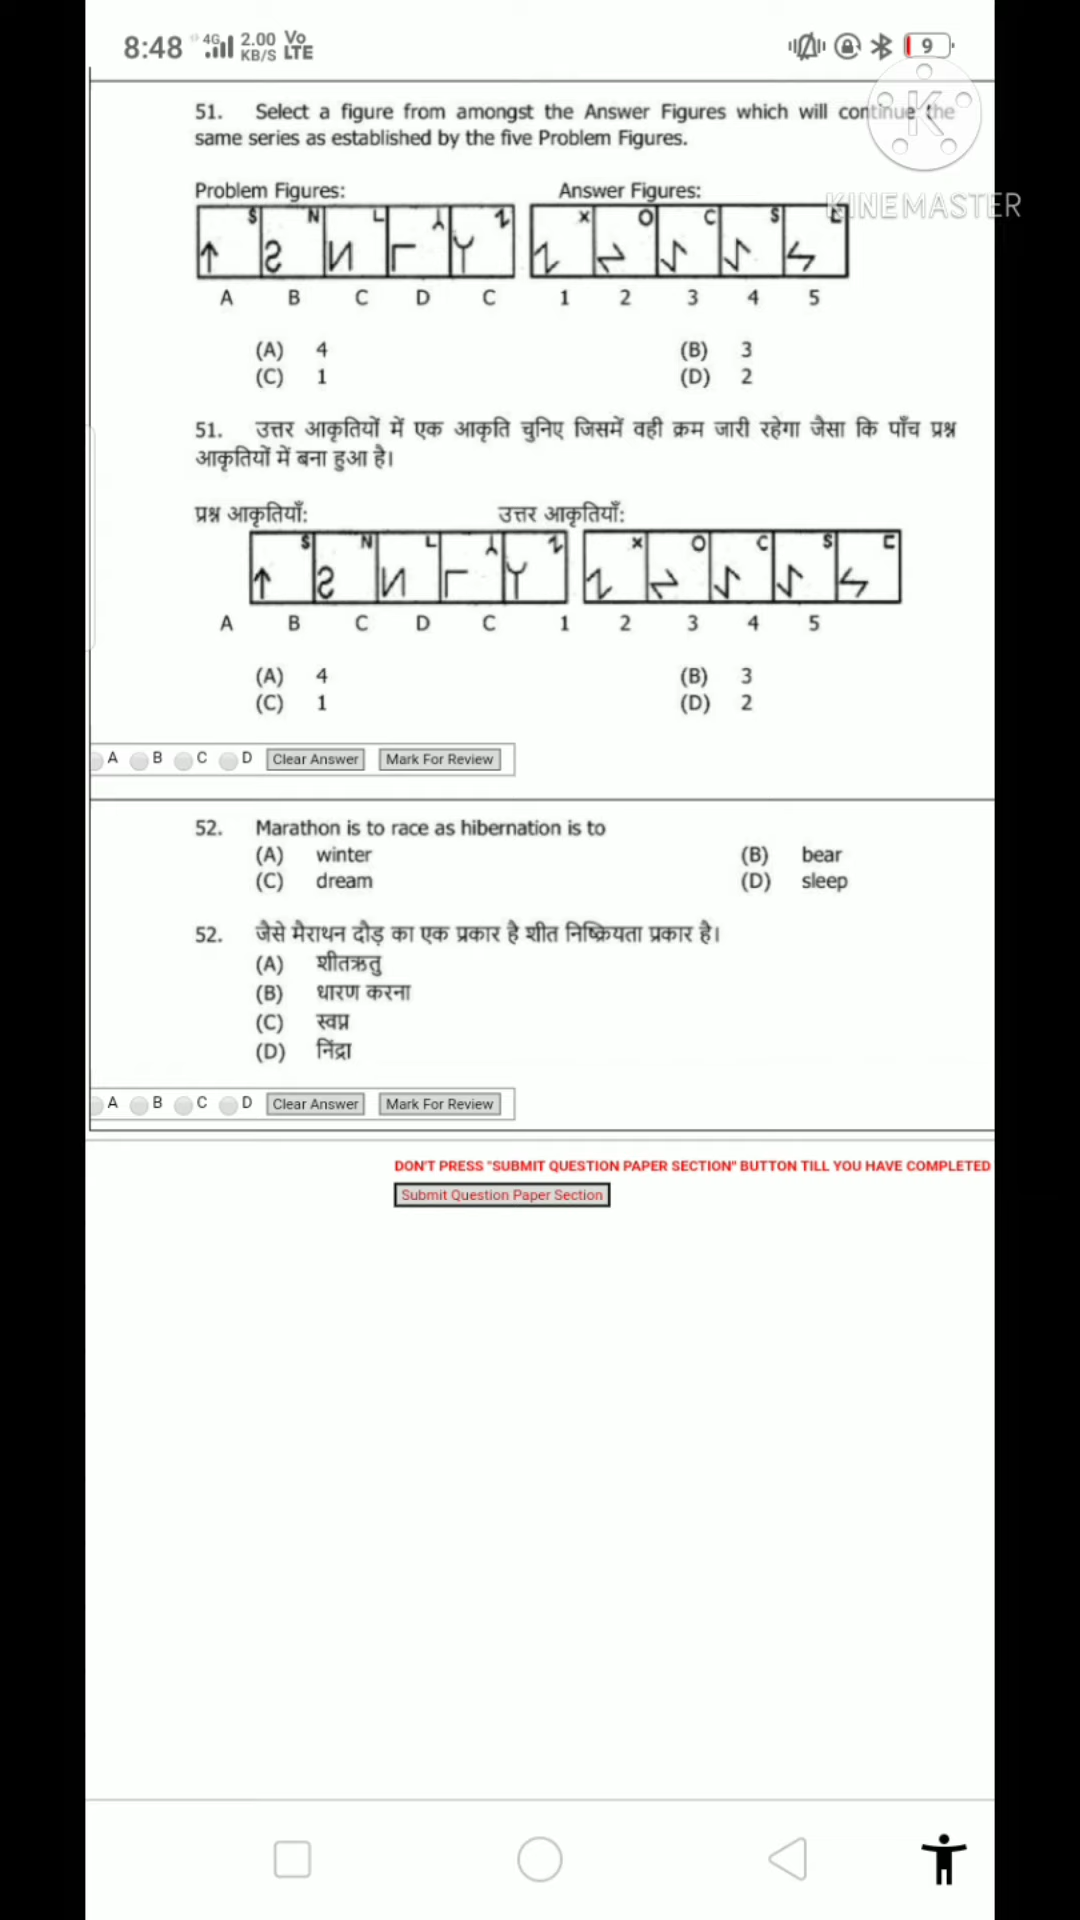 8:48 4G 2.00 KB/S Vo LTE 9
51. Select a figure from amongst the Answer Figures which will continue the
same series as established by the five Problem Figures.
KINEMASTER
Problem Figures: Answer Figures:
S N L Y Z X O C S C
A B C D C 1 2 3 4 5
(A) 4 (B) 3
(C) 1 (D) 2
51. उत्तर आकृतियों में एक आकृति चुनिए जिसमें वही क्रम जारी रहेगा जैसा कि पाँच प्रश्न
आकृतियों में बना हुआ है।
प्रश्न आकृतियाँ: उत्तर आकृतियाँ:
S N L Y Z X O C S C
A B C D C 1 2 3 4 5
(A) 4 (B) 3
(C) 1 (D) 2
A B C D Clear Answer Mark For Review
52. Marathon is to race as hibernation is to
(A) winter (B) bear
(C) dream (D) sleep
52. जैसे मैराथन दौड़ का एक प्रकार है शीत निष्क्रियता प्रकार है।
(A) शीतऋतु
(B) धारण करना
(C) स्वप्न
(D) निंद्रा
A B C D Clear Answer Mark For Review
DON'T PRESS "SUBMIT QUESTION PAPER SECTION" BUTTON TILL YOU HAVE COMPLETED
Submit Question Paper Section